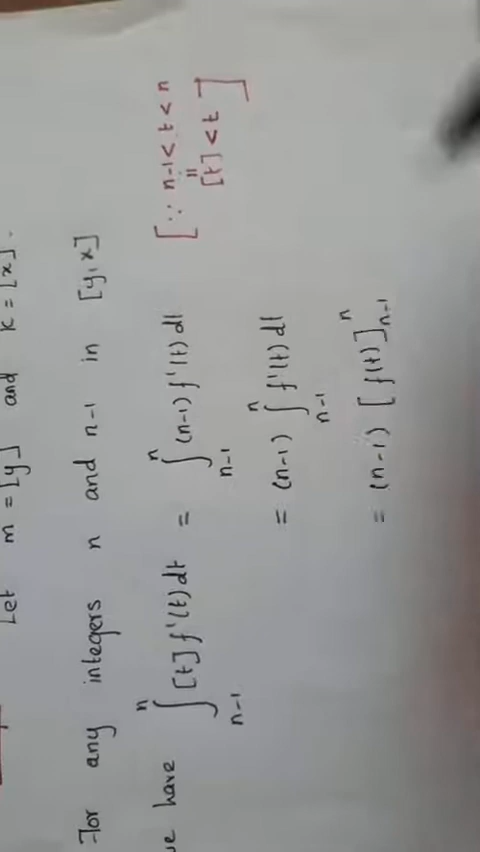 Let m = [y] and k = [x].
For any integers n and n-1 in [y, x]
we have ∫_{n-1}^{n} [t] f'(t) dt = ∫_{n-1}^{n} (n-1) f'(t) dt [∵ n-1 < t < n
[t] < t ]
= (n-1) ∫_{n-1}^{n} f'(t) dt
= (n-1) [f(t)]_{n-1}^{n}